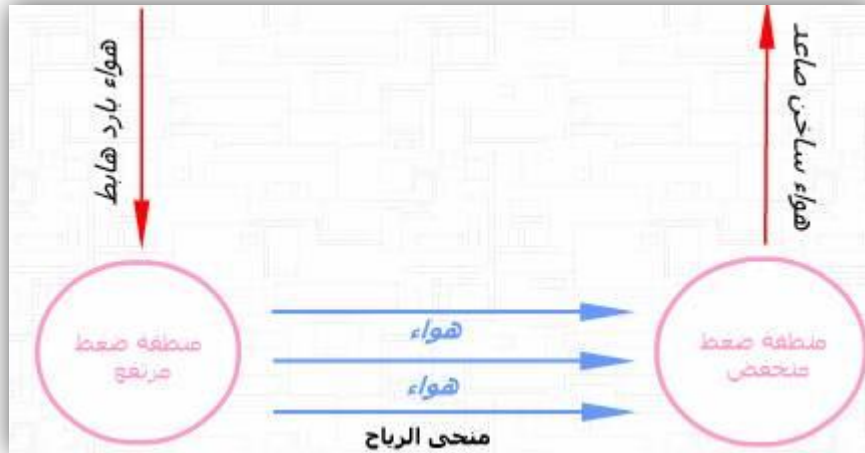 هواء ساخن صاعد
هواء بارد هابط
منطقة ضغط
منخفض
هواء
هواء
منطقة ضغط
مرتفع
منحى الرياح